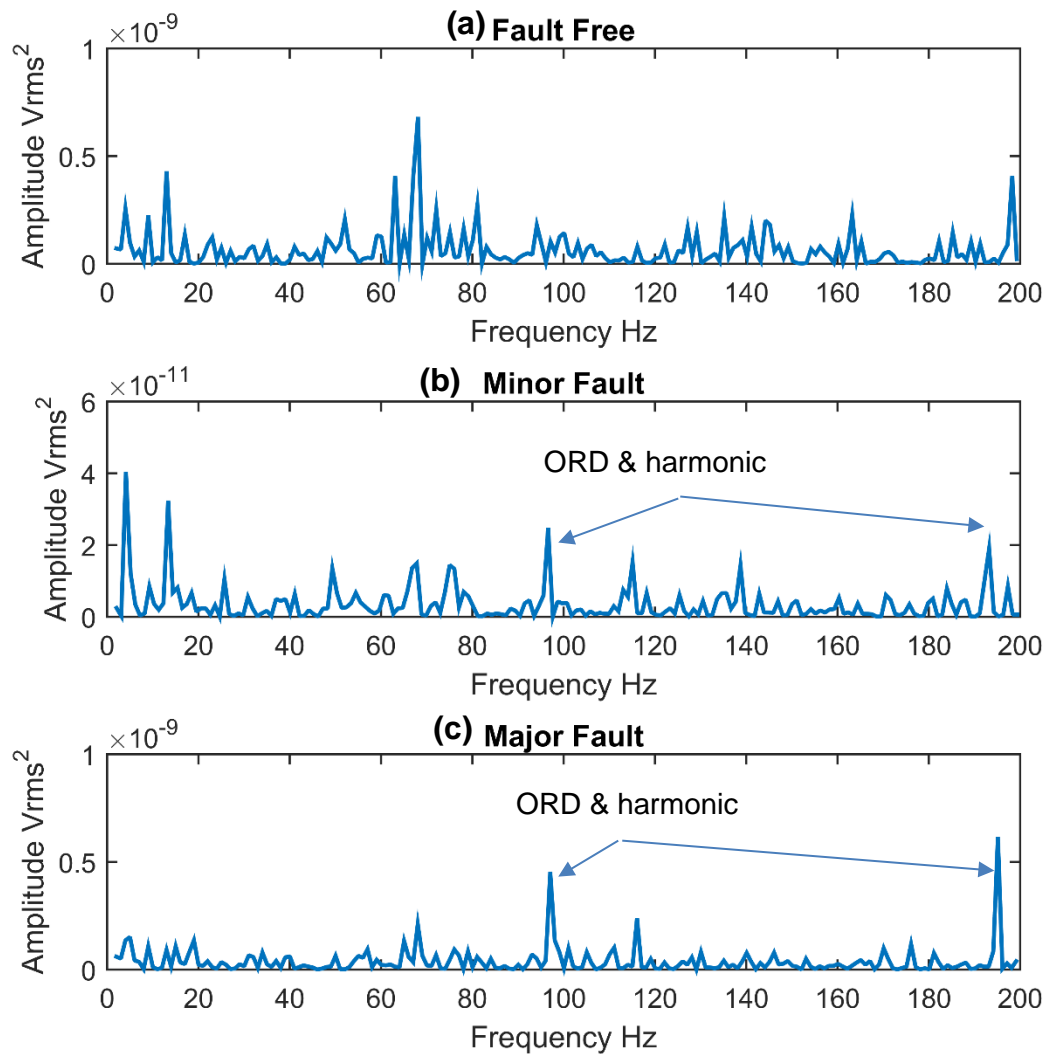 (a) Fault Free
×10⁻⁹
Amplitude Vrms²
1
0.5
0
0 20 40 60 80 100 120 140 160 180 200
Frequency Hz
(b) Minor Fault
×10⁻¹¹
Amplitude Vrms²
6
4
2
0
ORD & harmonic
0 20 40 60 80 100 120 140 160 180 200
Frequency Hz
(c) Major Fault
×10⁻⁹
Amplitude Vrms²
1
0.5
0
ORD & harmonic
0 20 40 60 80 100 120 140 160 180 200
Frequency Hz